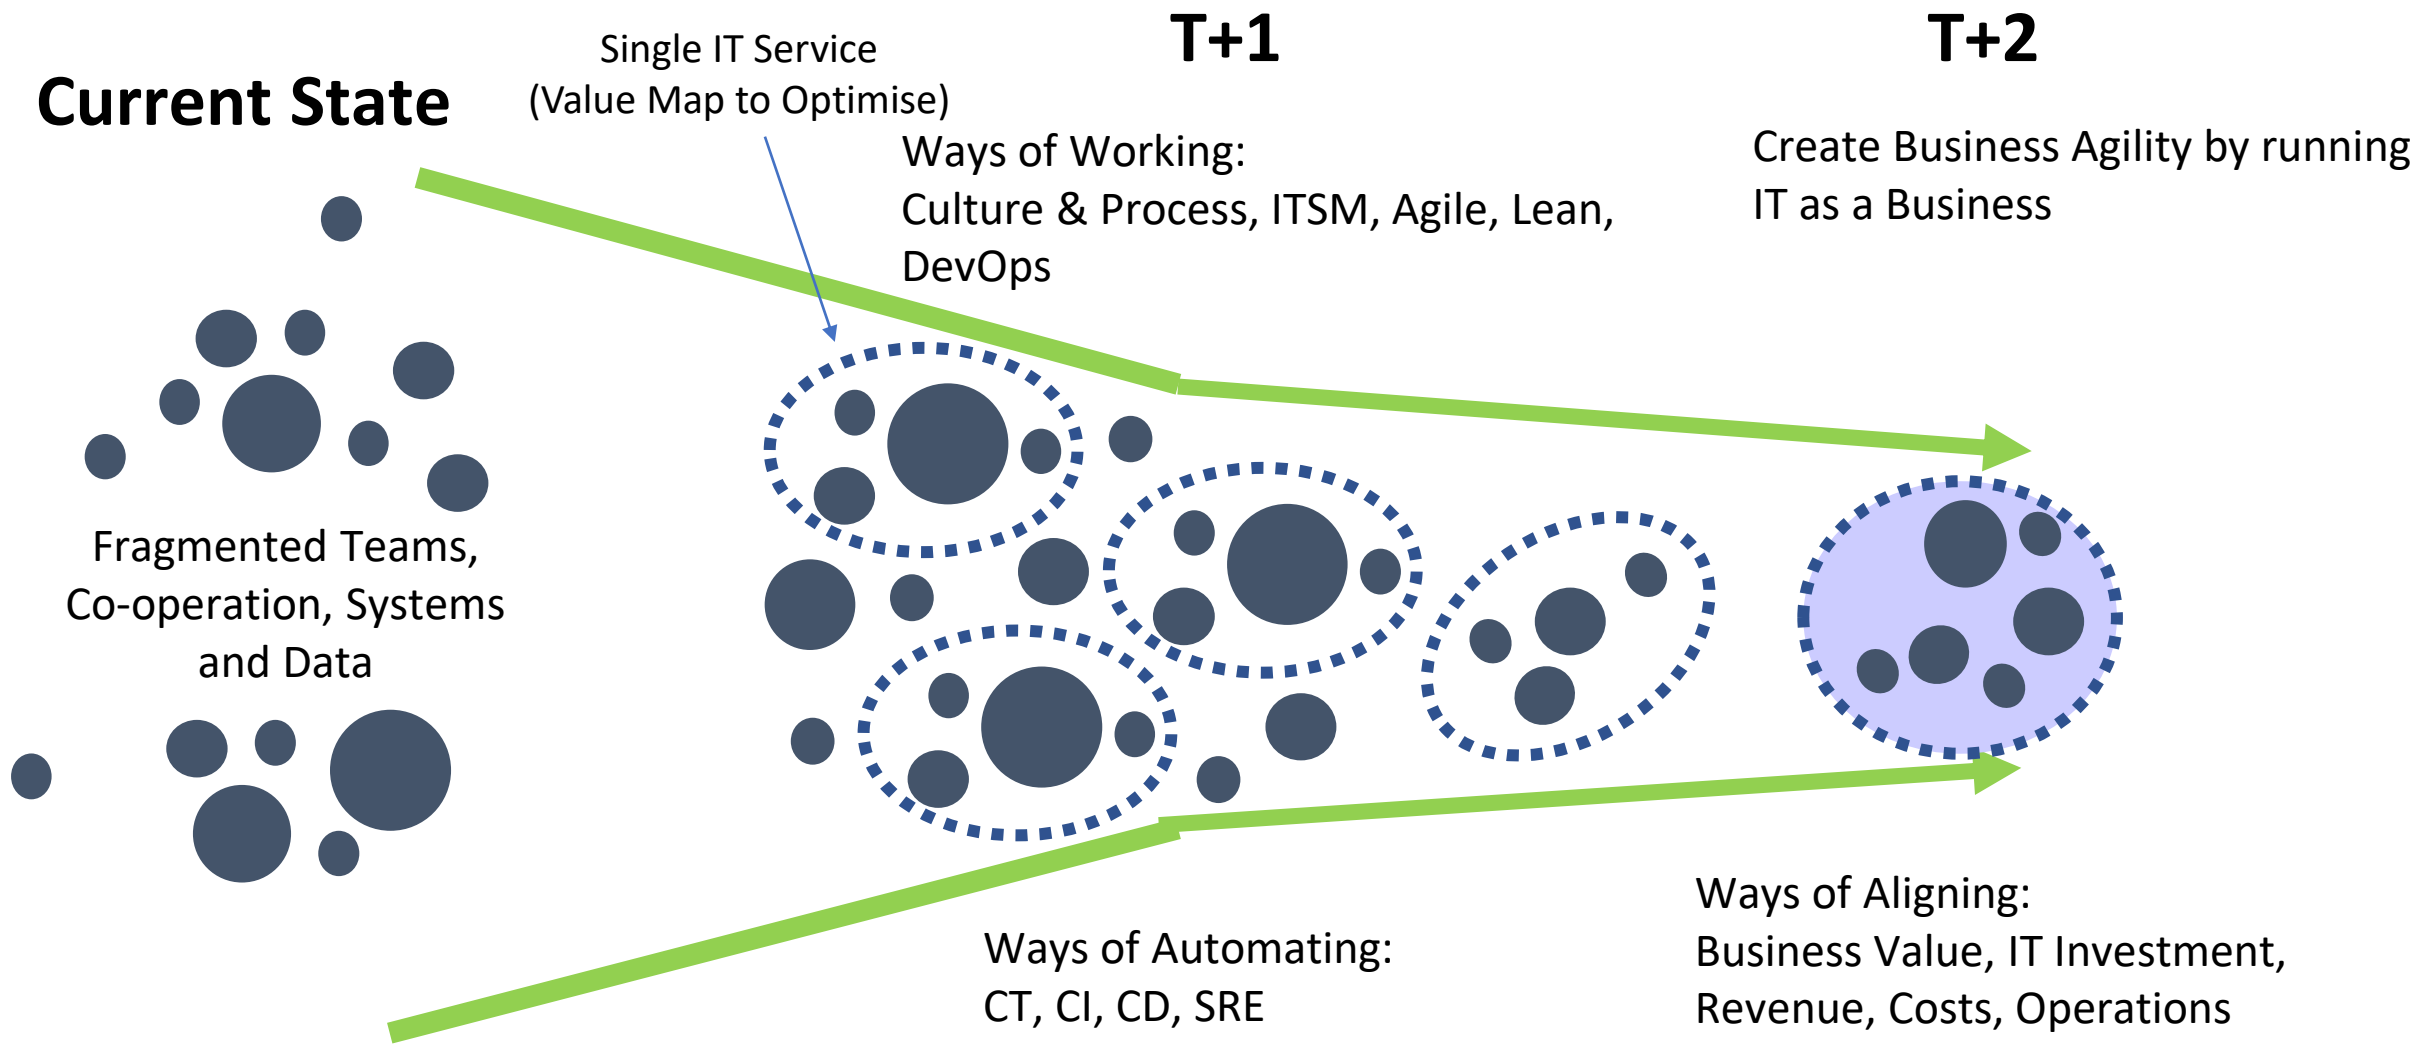 Current State
Single IT Service
(Value Map to Optimise)
T+1
T+2
Ways of Working:
Culture & Process, ITSM, Agile, Lean,
DevOps
Create Business Agility by running
IT as a Business
Fragmented Teams,
Co-operation, Systems
and Data
Ways of Automating:
CT, CI, CD, SRE
Ways of Aligning:
Business Value, IT Investment,
Revenue, Costs, Operations